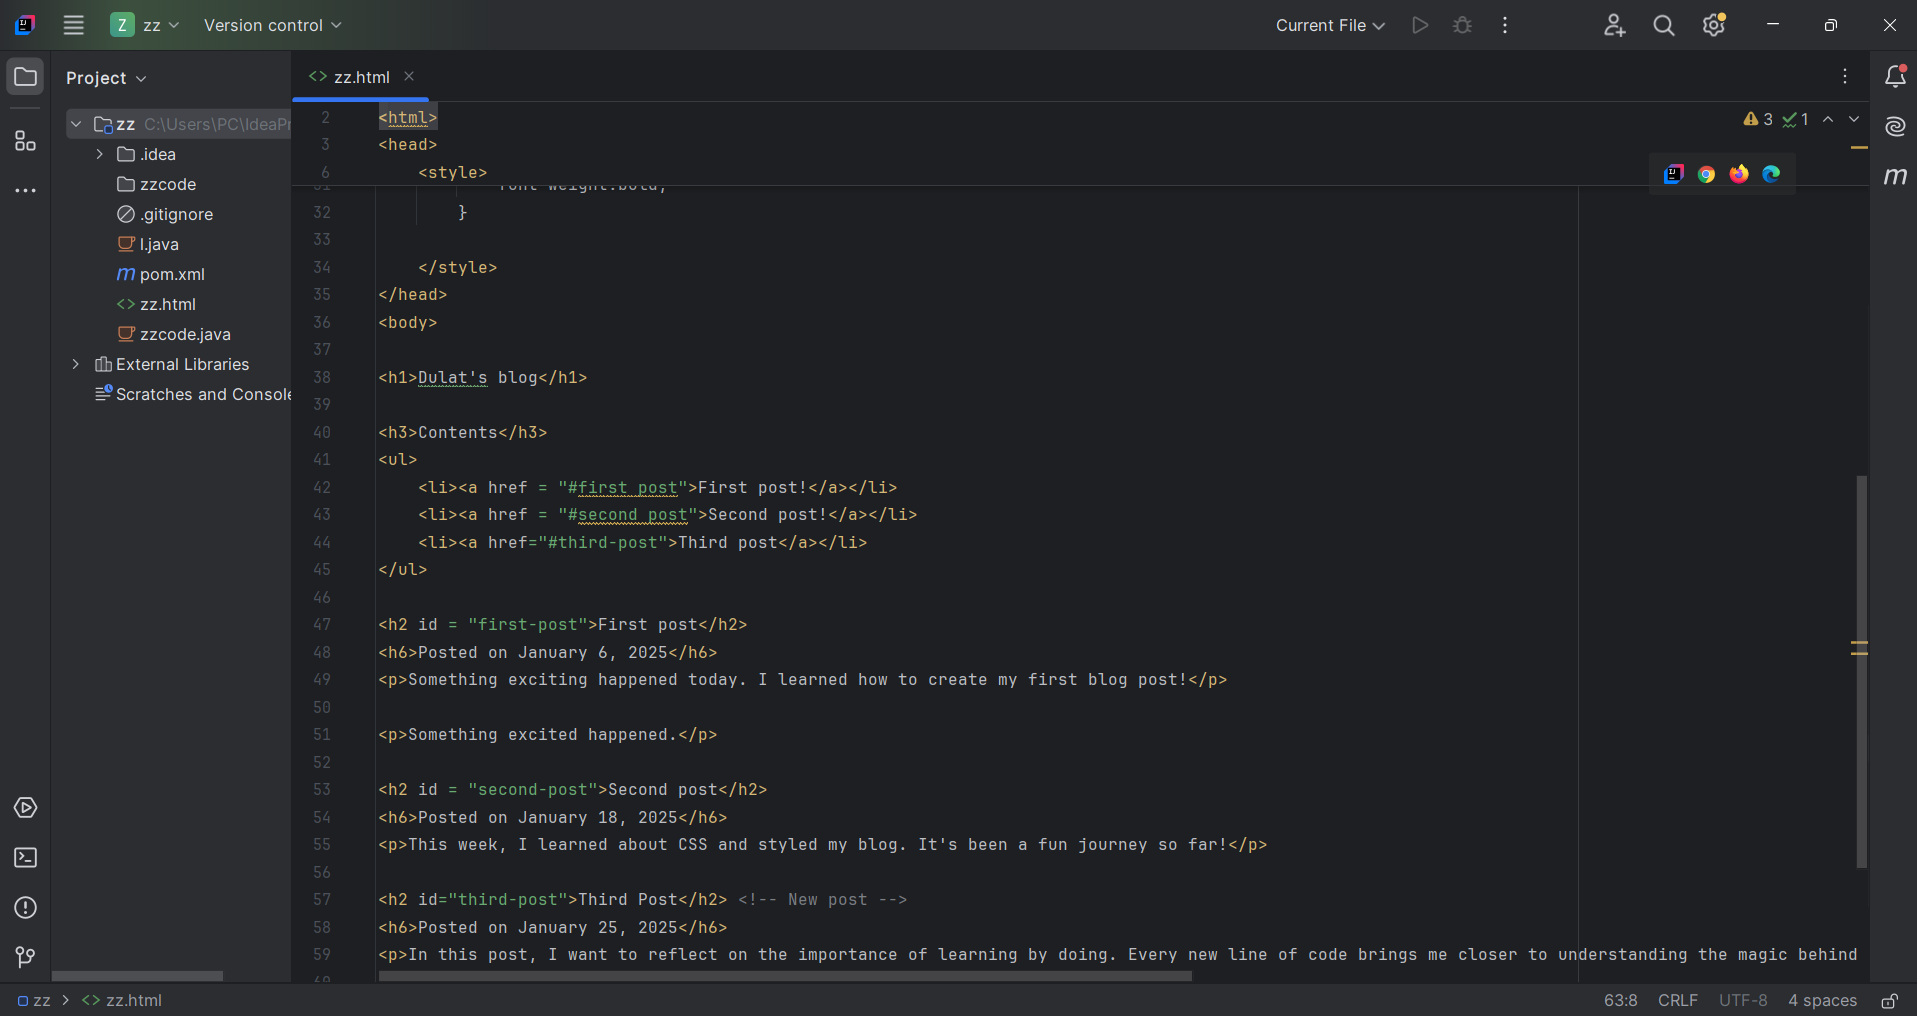 Z zz Version control Current File
Project
zz.html
zz C:\Users\PC\IdeaPr
.idea
zzcode
.gitignore
I.java
pom.xml
zz.html
zzcode.java
External Libraries
Scratches and Console
3 1
2 <html>
3 <head>
6 <style>
31 font-weight:bold;
32 }
33
34 </style>
35 </head>
36 <body>
37
38 <h1>Dulat's blog</h1>
39
40 <h3>Contents</h3>
41 <ul>
42 <li><a href = "#first post">First post!</a></li>
43 <li><a href = "#second post">Second post!</a></li>
44 <li><a href="#third-post">Third post</a></li>
45 </ul>
46
47 <h2 id = "first-post">First post</h2>
48 <h6>Posted on January 6, 2025</h6>
49 <p>Something exciting happened today. I learned how to create my first blog post!</p>
50
51 <p>Something excited happened.</p>
52
53 <h2 id = "second-post">Second post</h2>
54 <h6>Posted on January 18, 2025</h6>
55 <p>This week, I learned about CSS and styled my blog. It's been a fun journey so far!</p>
56
57 <h2 id="third-post">Third Post</h2> <!-- New post -->
58 <h6>Posted on January 25, 2025</h6>
59 <p>In this post, I want to reflect on the importance of learning by doing. Every new line of code brings me closer to understanding the magic behind
60
m
zz > <> zz.html
63:8 CRLF UTF-8 4 spaces